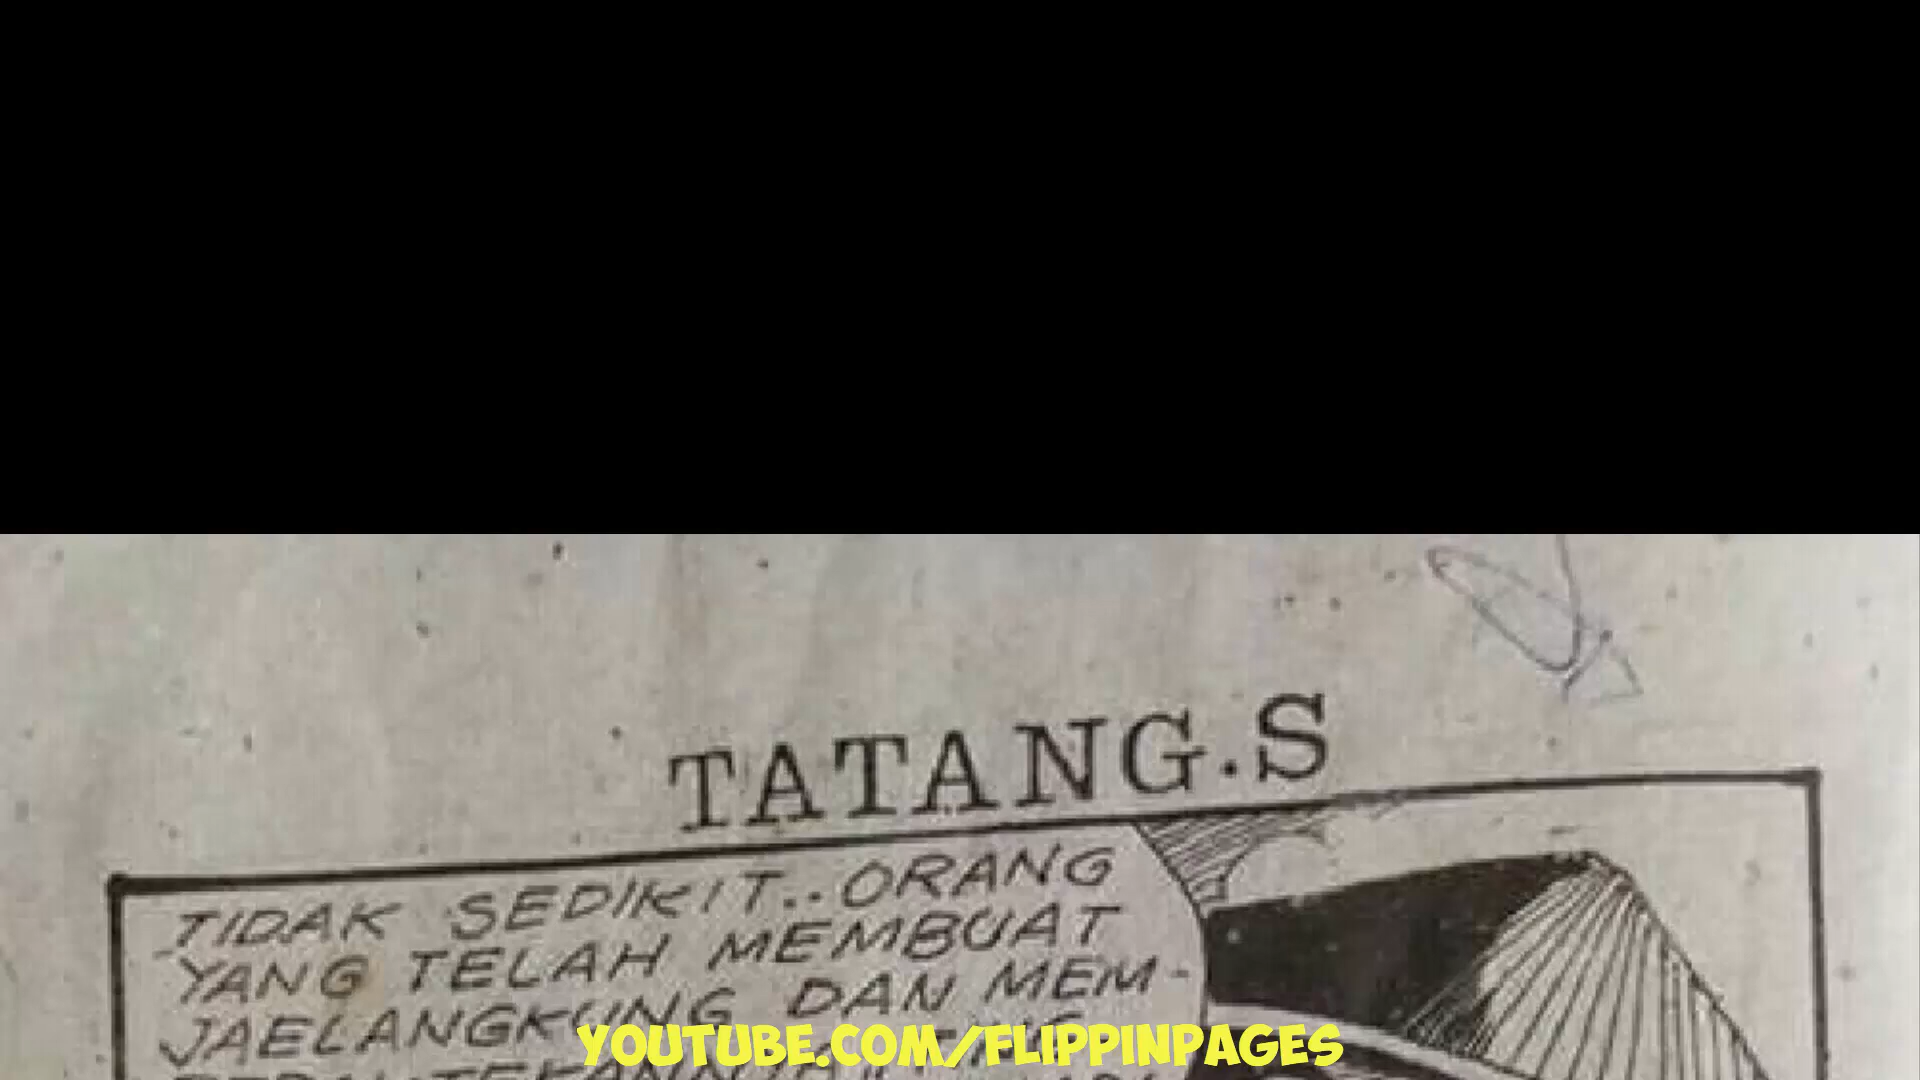 TATANG.S
TIDAK SEDIKIT.. ORANG
YANG TELAH MEMBUAT
JAELANGKUNG DAN MEM-
YOUTUBE.COM/FLIPPINPAGES